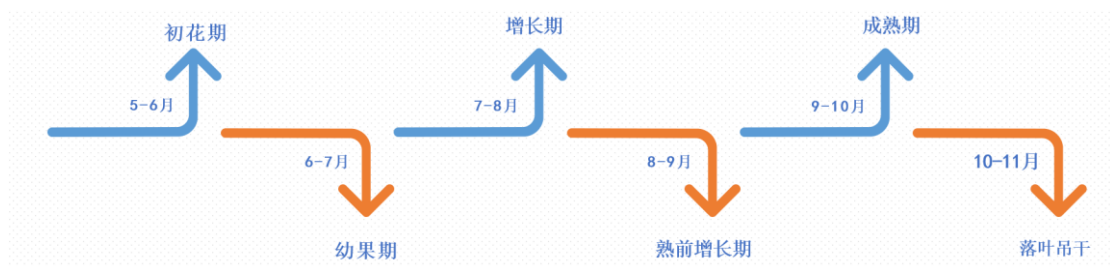 初花期
5-6月
6-7月
幼果期
增长期
7-8月
8-9月
熟前增长期
成熟期
9-10月
10-11月
落叶吊干